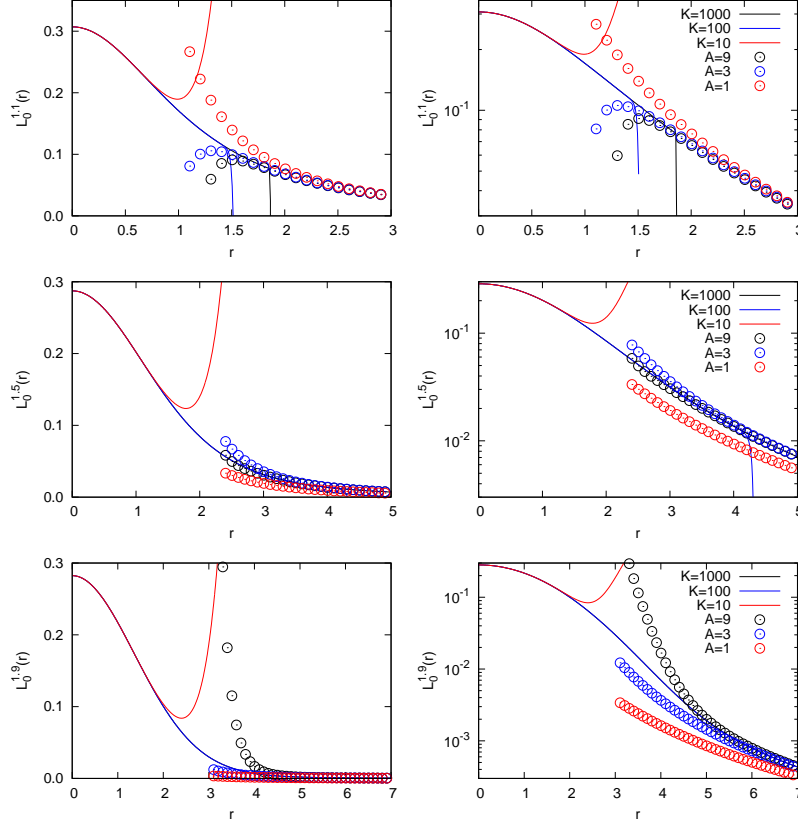 L₀^1.1(r)
0.3
0.2
0.1
0.0
0 0.5 1 1.5 2 2.5 3
r
L₀^1.1(r)
10⁻¹
K=1000
K=100
K=10
A=9
A=3
A=1
0 0.5 1 1.5 2 2.5 3
r
L₀^1.5(r)
0.3
0.2
0.1
0.0
0 1 2 3 4 5
r
L₀^1.5(r)
10⁻¹
10⁻²
K=1000
K=100
K=10
A=9
A=3
A=1
0 1 2 3 4 5
r
L₀^1.9(r)
0.3
0.2
0.1
0.0
0 1 2 3 4 5 6 7
r
L₀^1.9(r)
10⁻¹
10⁻²
10⁻³
K=1000
K=100
K=10
A=9
A=3
A=1
0 1 2 3 4 5 6 7
r